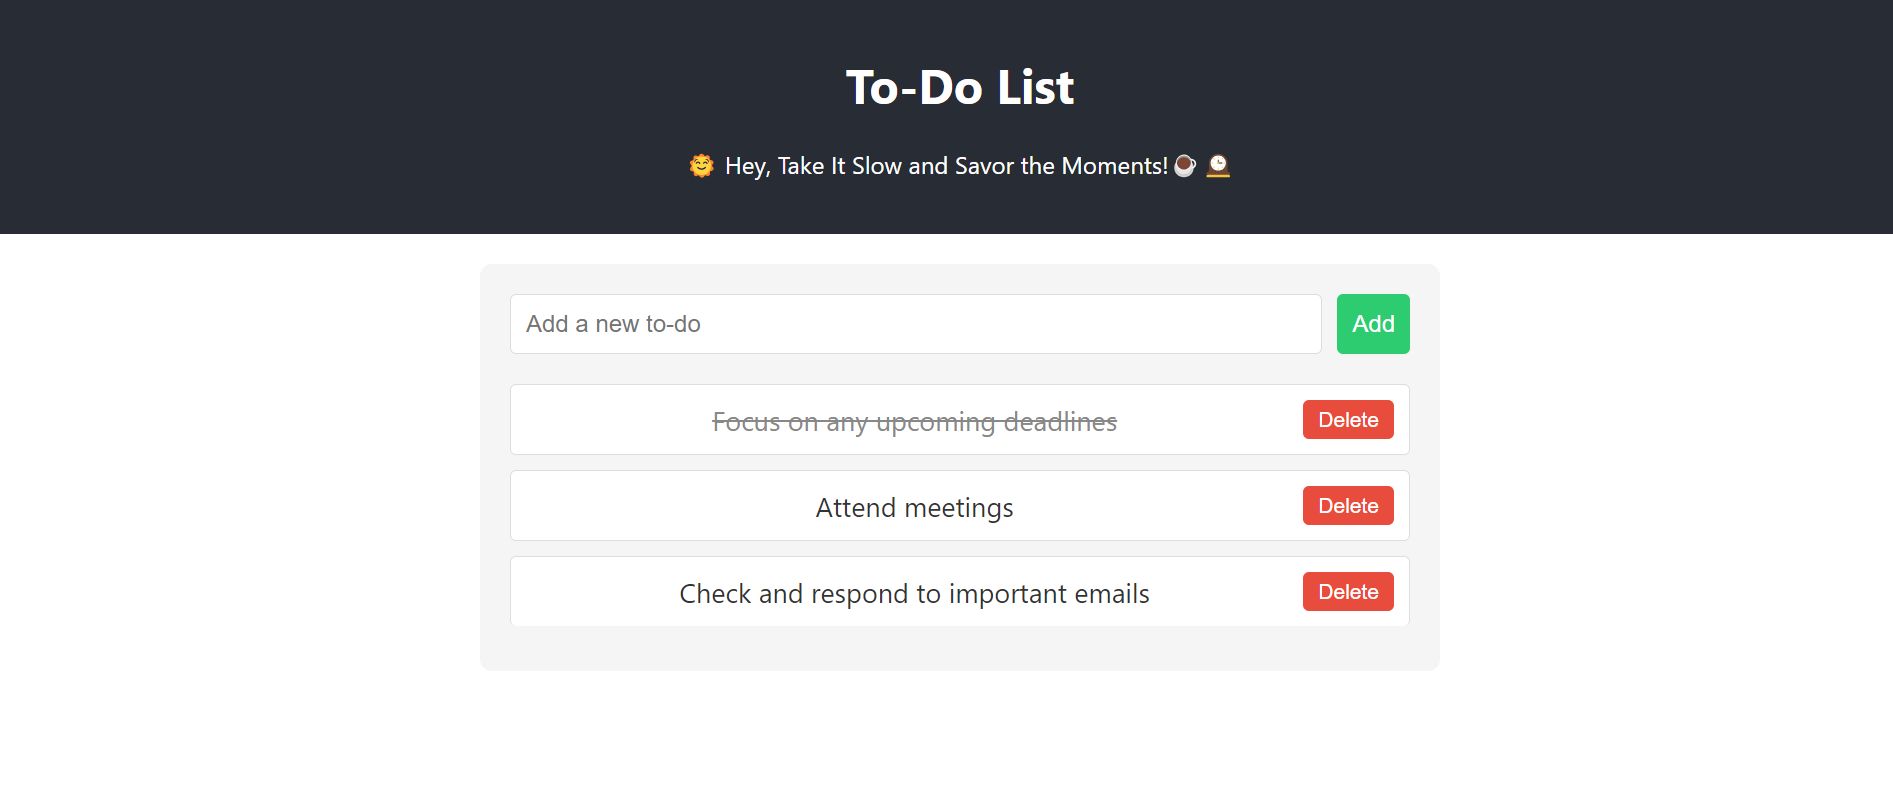 To-Do List
🌞 Hey, Take It Slow and Savor the Moments!☕ 🕰️
Add a new to-do
Add
Focus on any upcoming deadlines
Delete
Attend meetings
Delete
Check and respond to important emails
Delete